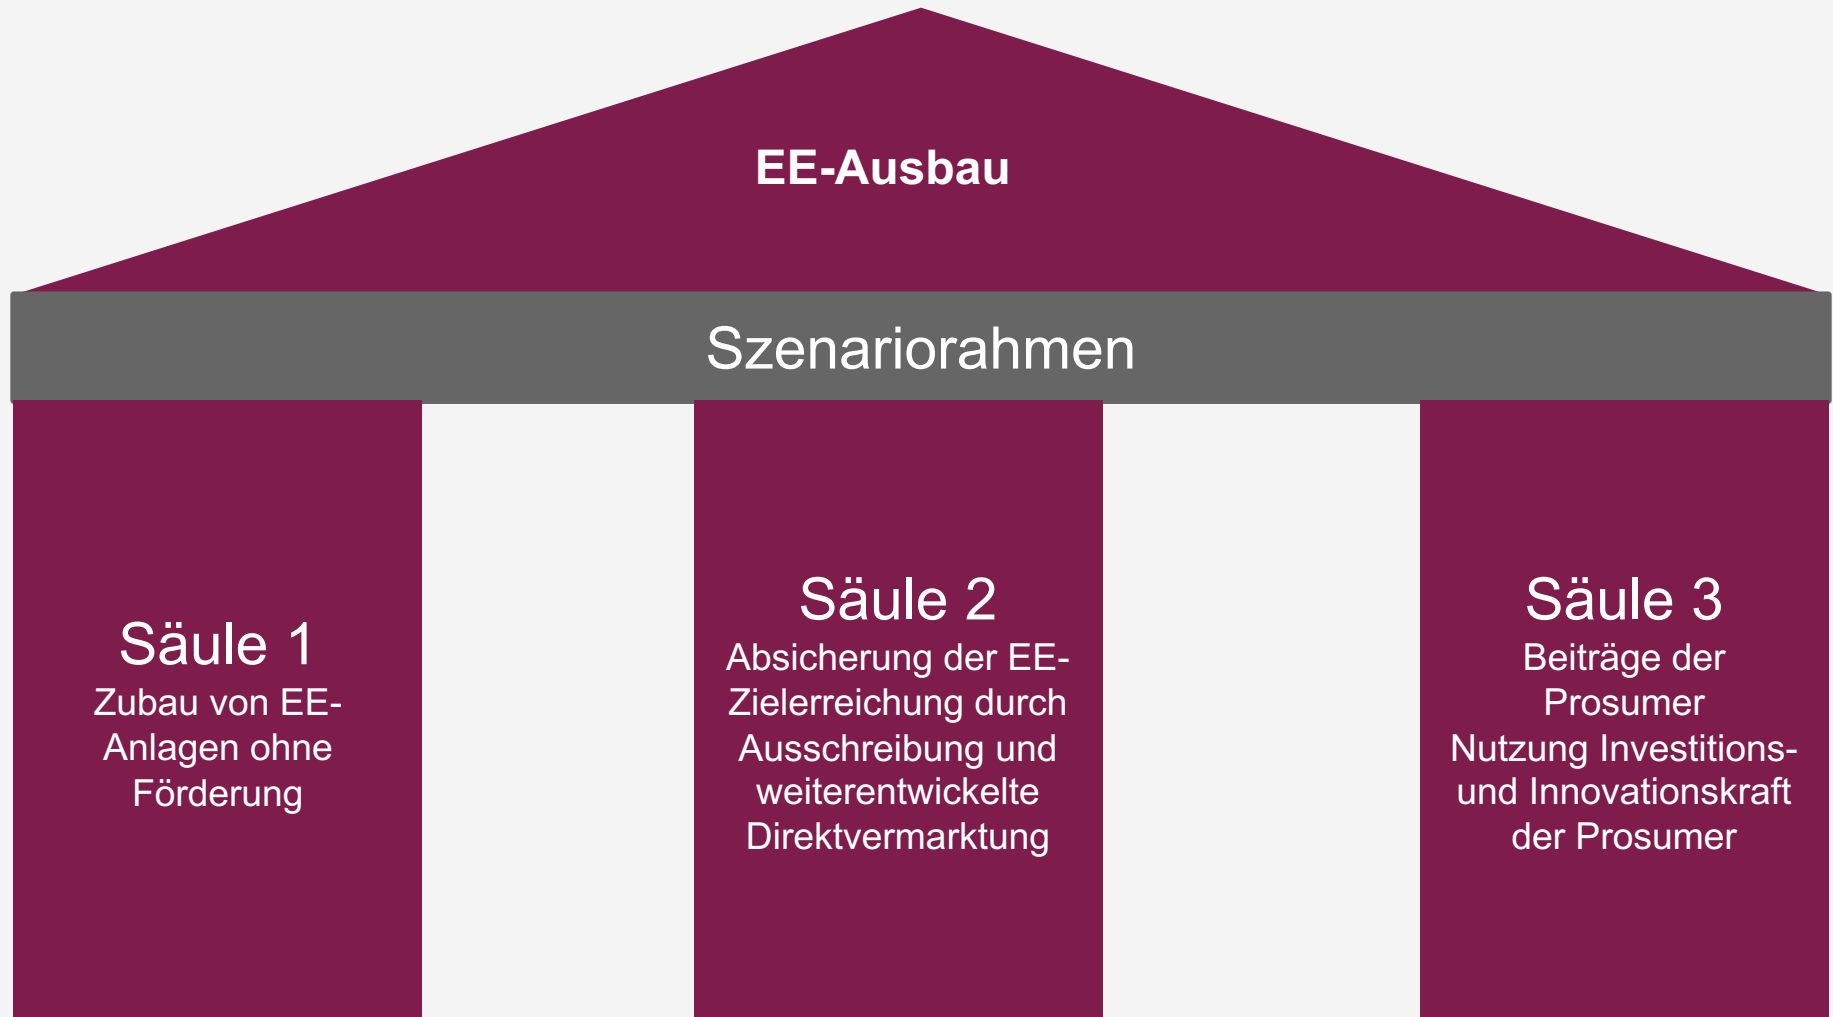 EE-Ausbau
Szenariorahmen
Säule 1
Zubau von EE-
Anlagen ohne
Förderung
Säule 2
Absicherung der EE-
Zielerreichung durch
Ausschreibung und
weiterentwickelte
Direktvermarktung
Säule 3
Beiträge der
Prosumer
Nutzung Investitions-
und Innovationskraft
der Prosumer